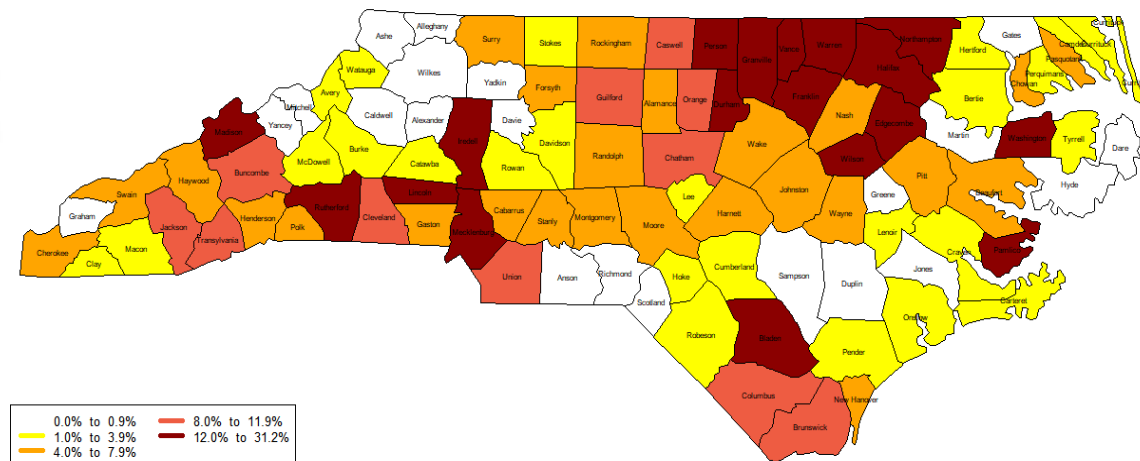 Currituck
Alleghany
Ashe
Surry
Stokes
Rockingham
Caswell
Person
Granville
Vance
Warren
Northampton
Gates
Hertford
Camden
Currituck
Pasquotank
Perquimans
Chowan
Watauga
Wilkes
Yadkin
Forsyth
Guilford
Alamance
Orange
Durham
Franklin
Halifax
Nash
Bertie
Avery
Mitchell
Yancey
Caldwell
Alexander
Davie
Iredell
Davidson
Randolph
Chatham
Wake
Edgecombe
Wilson
Martin
Washington
Tyrrell
Dare
Madison
McDowell
Burke
Catawba
Rowan
Buncombe
Haywood
Swain
Graham
Lee
Johnston
Greene
Pitt
Beaufort
Hyde
Cherokee
Clay
Macon
Jackson
Transylvania
Henderson
Polk
Rutherford
Cleveland
Lincoln
Gaston
Mecklenburg
Cabarrus
Stanly
Montgomery
Moore
Harnett
Wayne
Lenoir
Craven
Pamlico
Union
Anson
Richmond
Scotland
Hoke
Cumberland
Sampson
Duplin
Jones
Carteret
Onslow
Robeson
Bladen
Pender
Columbus
Brunswick
New Hanover
0.0% to 0.9%
1.0% to 3.9%
4.0% to 7.9%
8.0% to 11.9%
12.0% to 31.2%